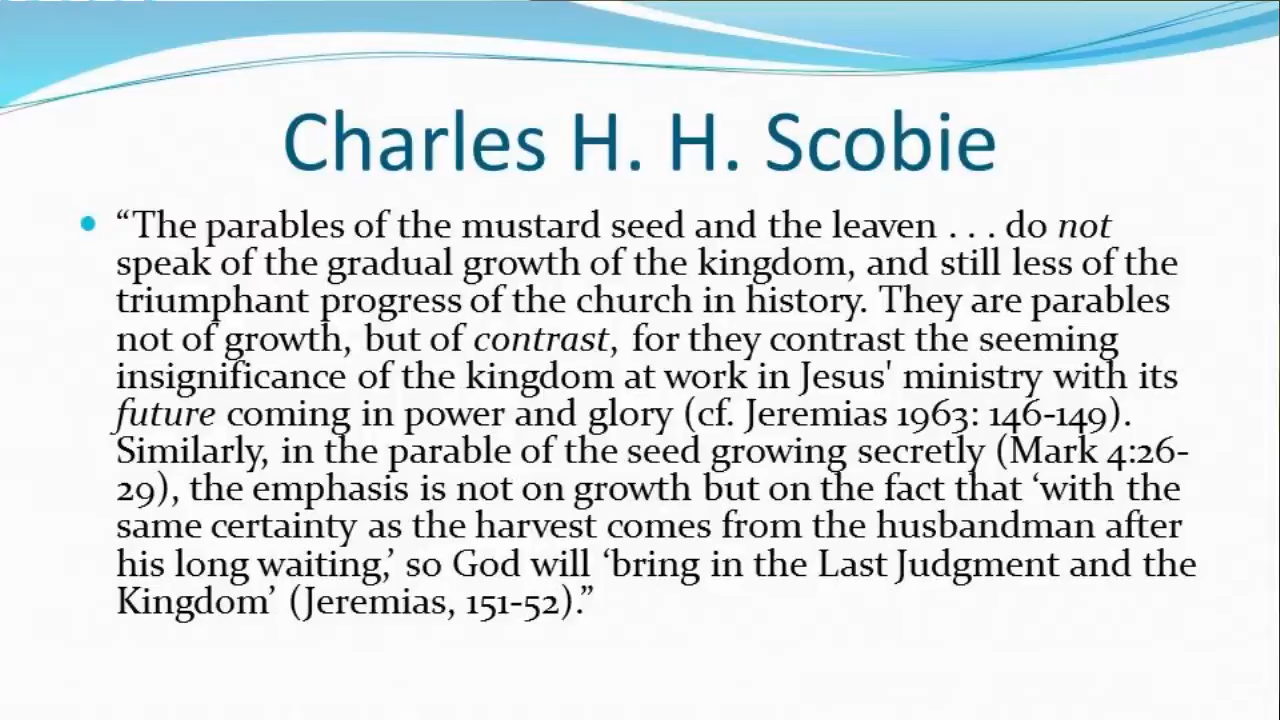 Charles H. H. Scobie
• “The parables of the mustard seed and the leaven . . . do not
speak of the gradual growth of the kingdom, and still less of the
triumphant progress of the church in history. They are parables
not of growth, but of contrast, for they contrast the seeming
insignificance of the kingdom at work in Jesus' ministry with its
future coming in power and glory (cf. Jeremias 1963: 146-149).
Similarly, in the parable of the seed growing secretly (Mark 4:26-
29), the emphasis is not on growth but on the fact that ‘with the
same certainty as the harvest comes from the husbandman after
his long waiting,’ so God will ‘bring in the Last Judgment and the
Kingdom’ (Jeremias, 151-52).”